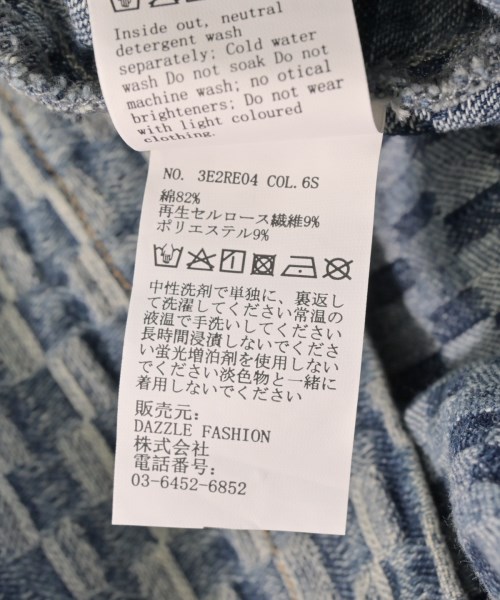 Inside out, neutral
detergent wash
separately; Cold water
wash Do not soak Do not
machine wash; no otical
brighteners; Do not wear
with light coloured
clothing.
NO. 3E2RE04 COL.6S
綿82%
再生セルロース繊維9%
ポリエステル9%
中性洗剤で単独に、裏返し
て洗濯してください常温の
液温で手洗いしてください
長時間浸漬しないでくださ
い蛍光増泊剤を使用しない
でください淡色物と一緒に
着用しないでください
販売元：
DAZZLE FASHION
株式会社
電話番号：
03-6452-6852